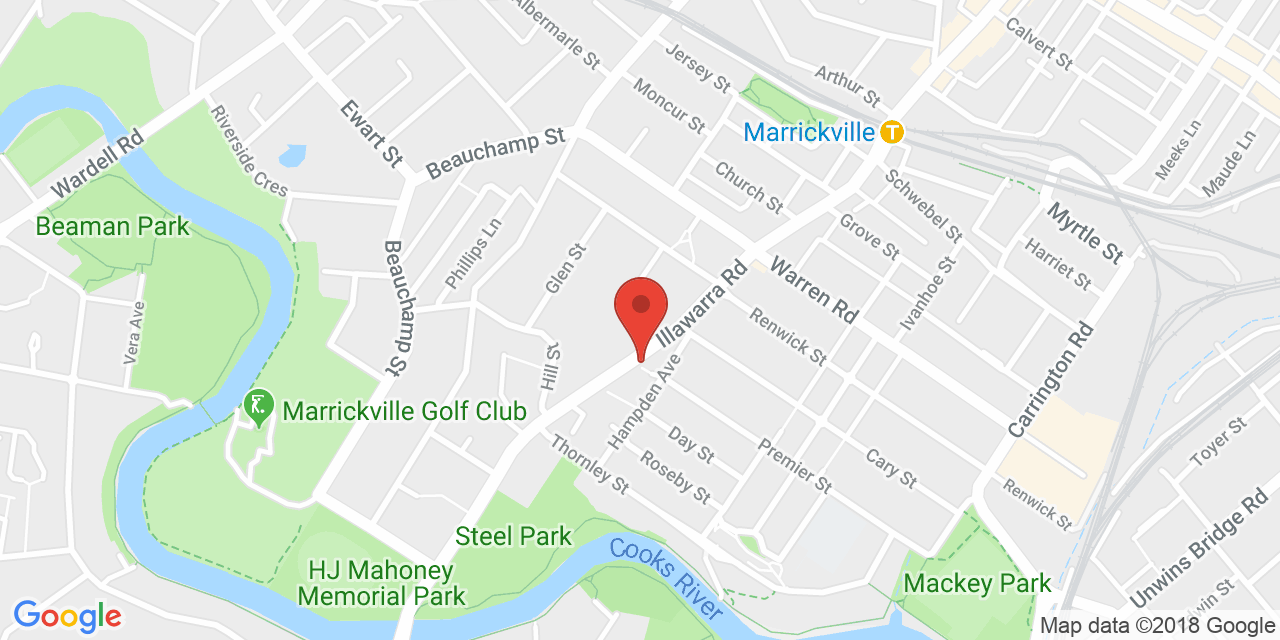 Albermarle St
Jersey St
Moncur St
Arthur St
Calvert St
Marrickville
T
Meeks Ln
Maude Ln
Wardell Rd
Riverside Cres
Ewart St
Beauchamp St
Church St
Schwebel St
Myrtle St
Beaman Park
Beauchamp St
Phillips Ln
Glen St
Grove St
Ivanhoe St
Harriet St
Vera Ave
Illawarra Rd
Warren Rd
Renwick St
Carrington Rd
Hill St
Hampden Ave
Marrickville Golf Club
Day St
Premier St
Cary St
Toyer St
Thornley St
Roseby St
Renwick St
Steel Park
Cooks River
Unwins Bridge Rd
HJ Mahoney
Memorial Park
Mackey Park
dwin St
Google
Map data ©2018 Google